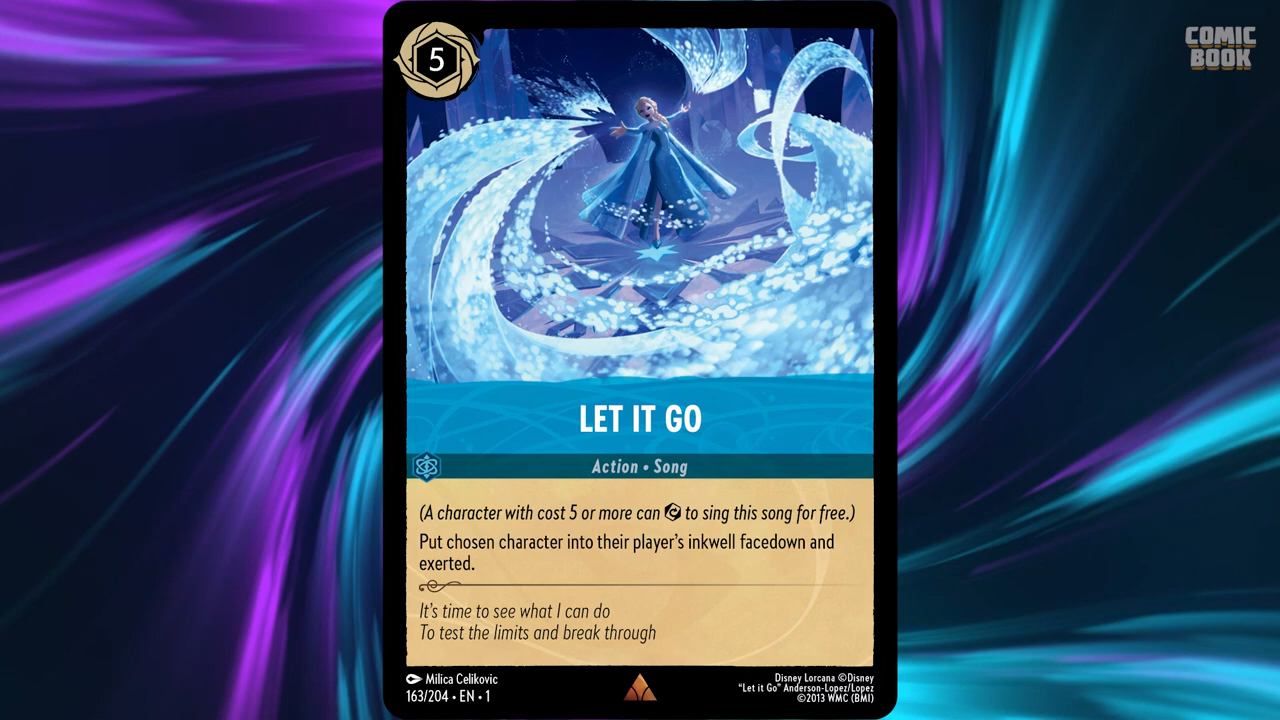 COMIC
BOOK
5
LET IT GO
Action • Song
(A character with cost 5 or more can to sing this song for free.)
Put chosen character into their player's inkwell facedown and
exerted.
It's time to see what I can do
To test the limits and break through
Milica Celikovic
163/204 • EN • 1
Disney Lorcana ©Disney
“Let it Go” Anderson-Lopez/Lopez
©2013 WMC (BMI)